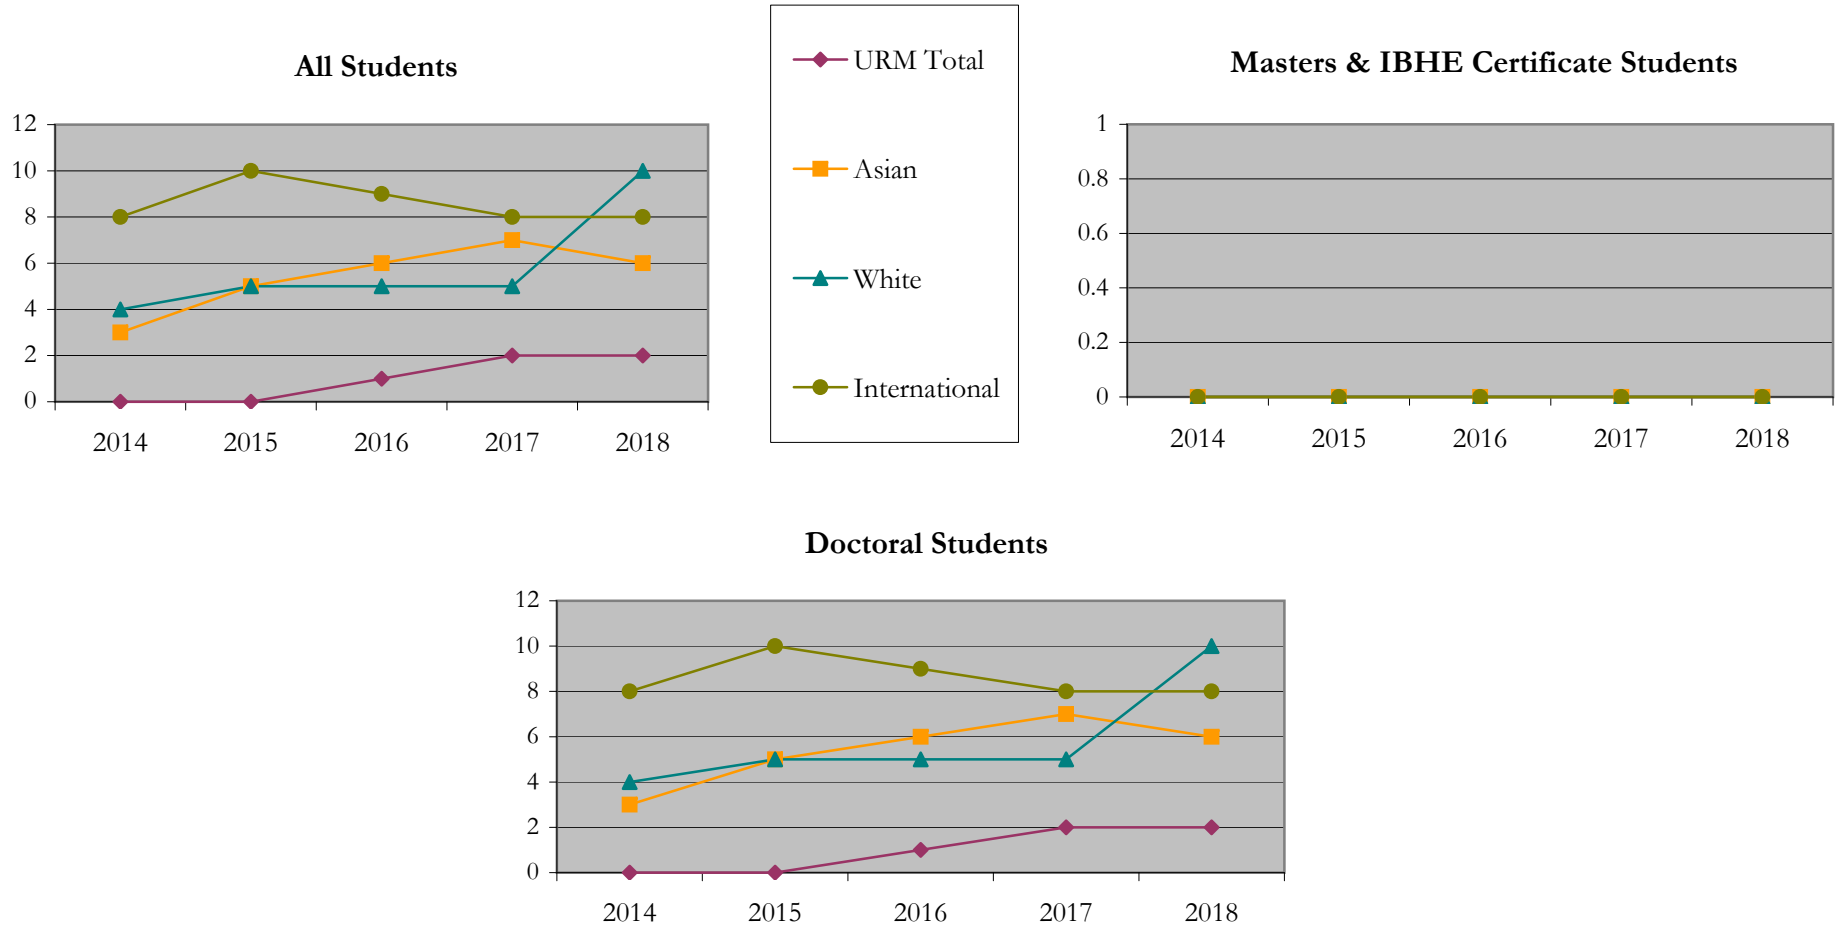 All Students
12
10
8
6
4
2
0
2014 2015 2016 2017 2018
URM Total
Asian
White
International
Masters & IBHE Certificate Students
1
0.8
0.6
0.4
0.2
0
2014 2015 2016 2017 2018
Doctoral Students
12
10
8
6
4
2
0
2014 2015 2016 2017 2018